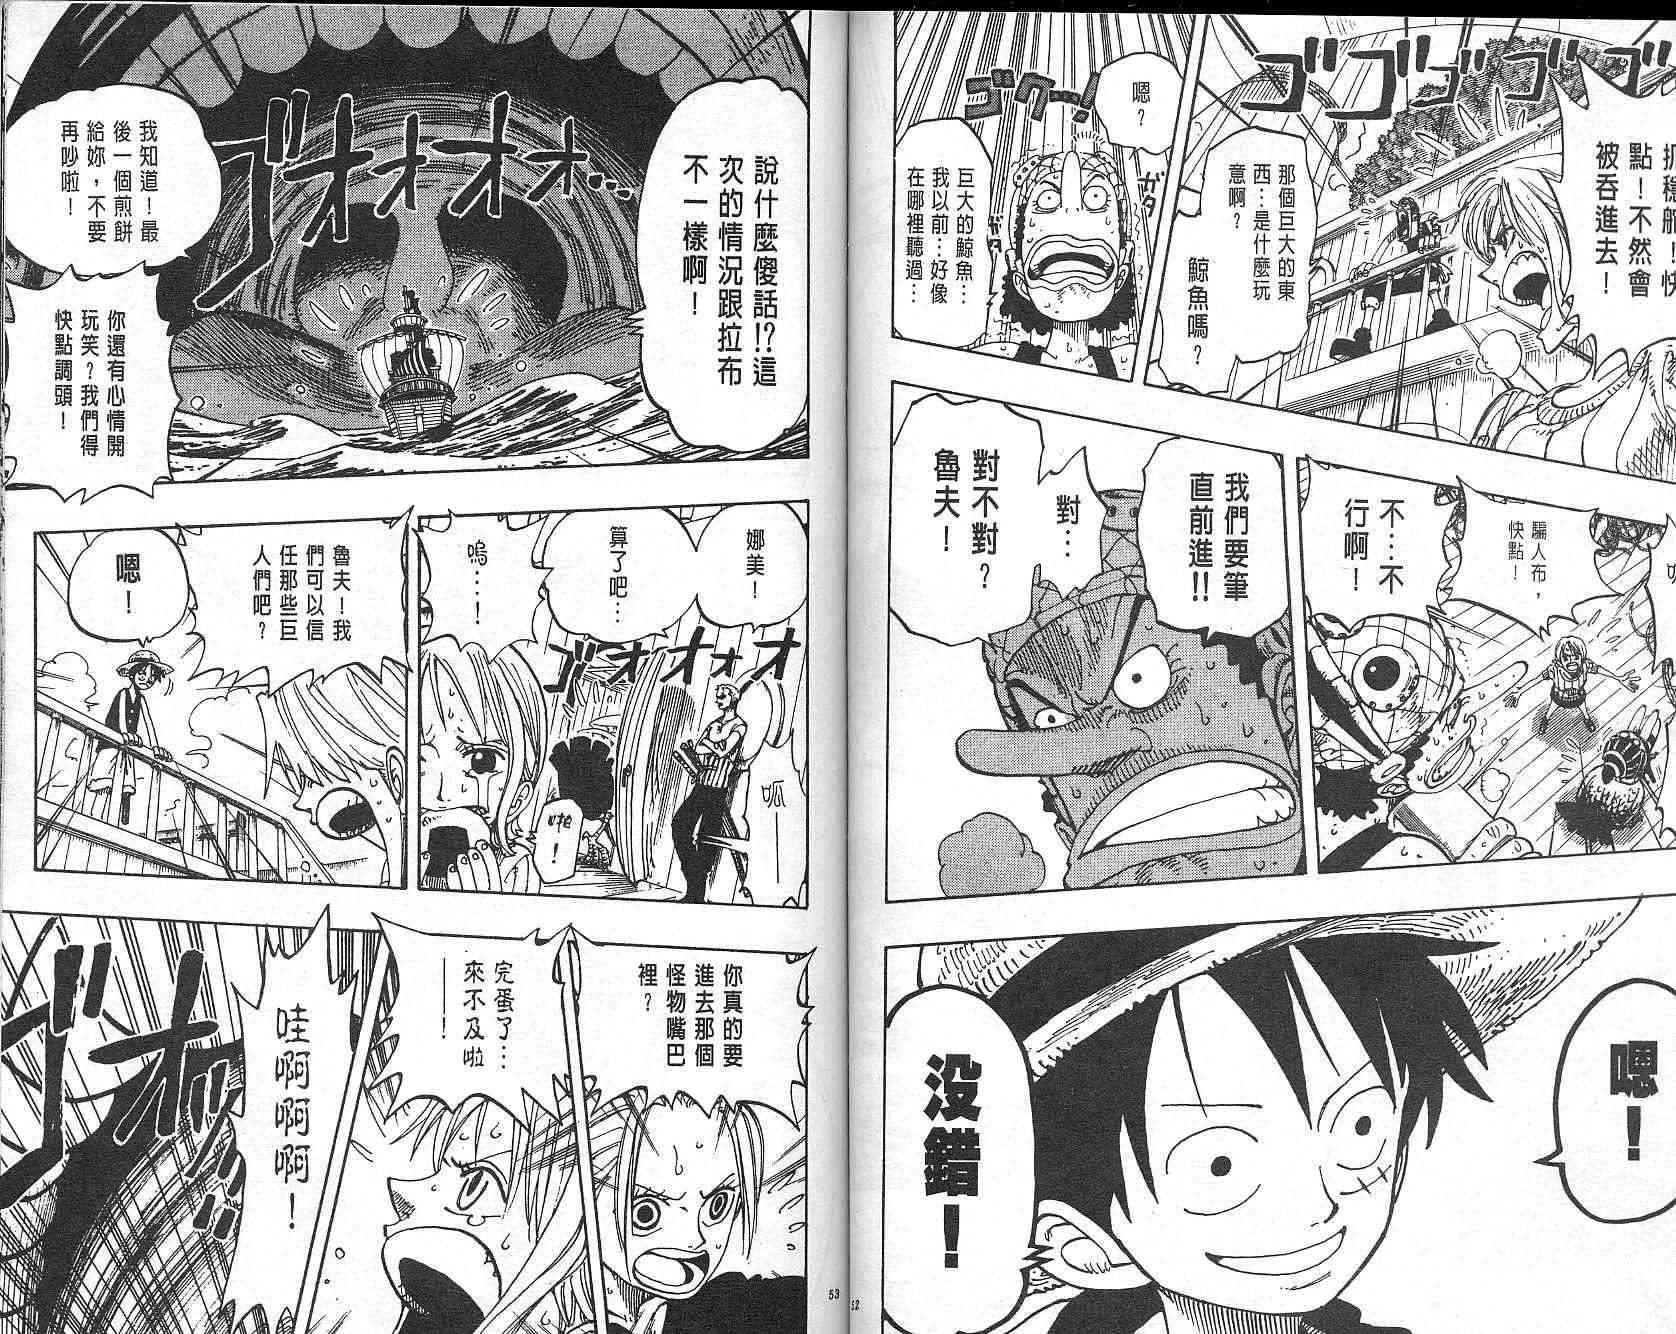 點！不然會
被吞進去！
ゴゴゴゴゴ
那個巨大的東
西…是什麼玩
意啊？
鯨魚嗎？
嗯？
ゴクー…！
ガタ
ガタ
巨大的鯨魚…
我以前…好像
在哪裡聽過…
騙人布，
快點！
不…不
行啊！
我們要筆
直前進!!
對…
對不對？
魯夫！
嗯！
没錯！
52
說什麼傻話!?這
次的情況跟拉布
不一樣啊！
ゴオオオオ…
我知道！最
後一個煎餅
給妳，不要
再吵啦！
你還有心情開
玩笑？我們得
快點調頭！
娜美！
算了吧…
嗚…！
ゴオオオオ
呱——
啪！
魯夫！我
們可以信
任那些巨
人們吧？
嗯！
你真的要
進去那個
怪物嘴巴
裡？
完蛋了…
來不及啦
——！
哇啊啊啊！
ゴオオオ
53